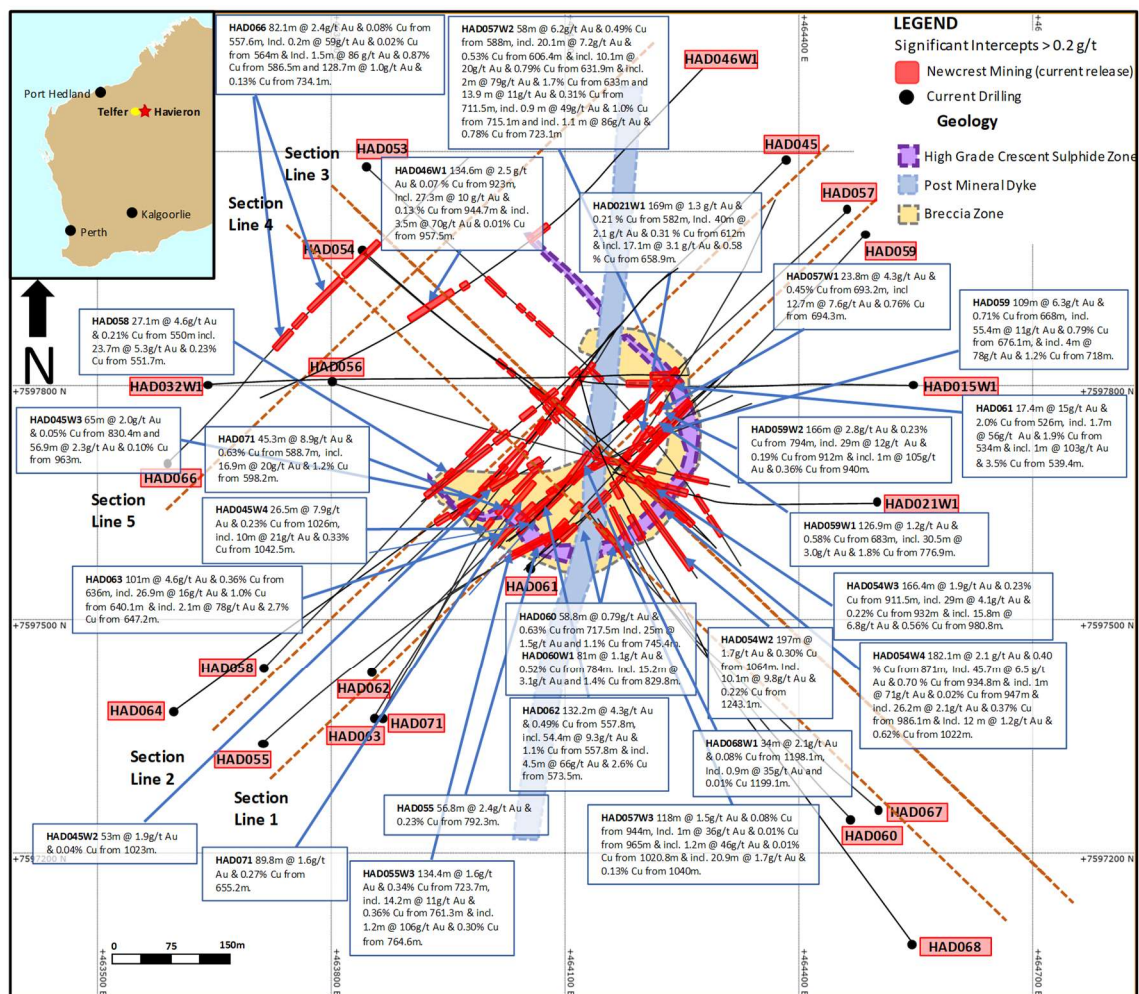 Port Hedland
Telfer
Havieron
Kalgoorlie
Perth
N
HAD066 82.1m @ 2.4g/t Au & 0.08% Cu from
557.6m, Incl. 0.2m @ 59g/t Au & 0.02% Cu
from 564m & Incl. 1.5m @ 86 g/t Au & 0.87%
Cu from 586.5m and 128.7m @ 1.0g/t Au &
0.13% Cu from 734.1m.
HAD057W2 58m @ 6.2g/t Au & 0.49% Cu from
588m, incl. 20.1m @ 7.2g/t Au &
0.53% Cu from 606.4m & incl. 10.1m @
20g/t Au & 0.79% Cu from 631.9m & incl.
2m @ 79g/t Au & 1.7% Cu from 633m and
13.9 m @ 11g/t Au & 0.31% Cu from
711.5m, incl. 0.9 m @ 49g/t Au & 1.0% Cu
from 715.1m and inc. 1.1 m @ 86g/t Au &
0.78% Cu from 723.1m
LEGEND
Significant Intercepts > 0.2 g/t
Newcrest Mining (current release)
Current Drilling
Geology
High Grade Crescent Sulphide Zone
Post Mineral Dyke
Breccia Zone
+464400 E
+46
HAD046W1
HAD045
HAD053
Section
Line 3
Section
Line 4
HAD046W1 134.6m @ 2.5 g/t
Au & 0.07 % Cu from 923m,
Incl. 27.3m @ 10 g/t Au &
0.13 % Cu from 944.7m & incl.
3.5m @ 70g/t Au & 0.01% Cu
from 957.5m.
HAD021W1 169m @ 1.3 g/t Au &
0.21 % Cu from 582m, Incl. 40m @
2.1 g/t Au & 0.31 % Cu from 612m
& Incl. 17.1m @ 3.1 g/t Au & 0.58
% Cu from 658.9m.
HAD057
HAD059
HAD054
HAD057W1 23.8m @ 4.3g/t Au &
0.45% Cu from 693.2m, incl
12.7m @ 7.6g/t Au & 0.76% Cu
from 694.3m.
HAD059 109m @ 6.3g/t Au &
0.71% Cu from 668m, incl.
55.4m @ 11g/t Au & 0.79% Cu
from 676.1m, & inc. 4m @
78g/t Au & 1.2% Cu from 718m.
HAD058 27.1m @ 4.6g/t Au &
0.21% Cu from 550m incl.
23.7m @ 5.3g/t Au & 0.23%
Cu from 551.7m.
HAD056
HAD032W1
HAD015W1
+7597800 N
+7597800 N
HAD045W3 65m @ 2.0g/t Au
& 0.05% Cu from 830.4m and
56.9m @ 2.3g/t Au & 0.10% Cu
from 963m.
HAD071 45.3m @ 8.9g/t Au &
0.63% Cu from 588.7m, incl.
16.9m @ 20g/t Au & 1.2% Cu
from 598.2m.
HAD059W2 166m @ 2.8g/t Au & 0.23%
Cu from 794m, incl. 29m @ 12g/t Au &
0.19% Cu from 912m & incl. 1m @ 105g/t
Au & 0.36% Cu from 940m.
HAD061 17.4m @ 15g/t Au &
2.0% Cu from 526m, incl. 1.7m
@ 56g/t Au & 1.9% Cu from
534m & incl. 1m @ 103g/t Au
& 3.5% Cu from 539.4m.
HAD066
Section
Line 5
HAD021W1
HAD045W4 26.5m @ 7.9g/t
Au & 0.23% Cu from 1026m,
incl. 10m @ 21g/t Au & 0.33%
Cu from 1042.5m.
HAD059W1 126.9m @ 1.2g/t Au &
0.58% Cu from 683m, incl. 30.5m @
3.0g/t Au & 1.8% Cu from 776.9m.
HAD063 101m @ 4.6g/t Au & 0.36% Cu from
636m, incl. 26.9m @ 16g/t Au & 1.0% Cu
from 640.1m & inc. 2.1m @ 78g/t Au & 2.7%
Cu from 647.2m.
HAD061
HAD054W3 166.4m @ 1.9g/t Au & 0.23%
Cu from 911.5m, incl. 29m @ 4.1g/t Au &
0.22% Cu from 932m & incl. 15.8m @
6.8g/t Au & 0.56% Cu from 980.8m.
+7597500 N
+7597500 N
HAD060 58.8m @ 0.79g/t Au &
0.63% Cu from 717.5m Incl. 25m @
1.5g/t Au and 1.1% Cu from 745.4m.
HAD060W1 81m @ 1.1g/t Au &
0.52% Cu from 784m Incl. 15.2m @
3.1g/t Au and 1.4% Cu from 829.8m.
HAD054W2 197m @
1.7g/t Au & 0.30% Cu from
1064m. Incl.
10.1m @ 9.8g/t Au &
0.22% Cu from
1243.1m.
HAD054W4 182.1m @ 2.1 g/t Au & 0.40
% Cu from 871m, Incl. 45.7m @ 6.5 g/t
Au & 0.70 % Cu from 934.8m & inc. 1m
@ 71g/t Au & 0.02% Cu from 947m &
incl. 26.2m @ 2.1g/t Au & 0.37% Cu
from 986.1m & Incl. 12 m @ 1.2g/t Au &
0.62% Cu from 1022m.
HAD058
HAD062
HAD064
HAD063
HAD071
HAD055
HAD062 132.2m @ 4.3g/t Au &
0.49% Cu from 557.8m,
incl. 54.4m @ 9.3g/t Au &
1.1% Cu from 557.8m & incl.
4.5m @ 66g/t Au & 2.6% Cu
from 573.5m.
HAD068W1 34m @ 2.1g/t Au &
0.08% Cu from 1198.1m,
Incl. 0.9m @ 35g/t Au and
0.01% Cu 1199.1m.
Section
Line 2
Section
Line 1
HAD055 56.8m @ 2.4g/t Au &
0.23% Cu from 792.3m.
HAD067
HAD060
HAD057W3 118m @ 1.5g/t Au & 0.08% Cu
from 944m, Incl. 1m @ 36g/t Au & 0.01% Cu
from 965m & incl. 1.2m @ 46g/t Au & 0.01%
Cu from 1020.8m & incl. 20.9m @ 1.7g/t Au &
0.13% Cu from 1040m.
HAD045W2 53m @ 1.9g/t Au
& 0.04% Cu from 1023m.
HAD071 89.8m @ 1.6g/t
Au & 0.27% Cu from
655.2m.
+7597200 N
+7597200 N
HAD055W3 134.4m @ 1.6g/t
Au & 0.34% Cu from 723.7m,
incl. 14.2m @ 11g/t Au &
0.36% Cu from 761.3m & incl.
1.2m @ 106g/t Au & 0.30% Cu
from 764.6m.
HAD068
0 75 150m
+463500 E
+463800 E
+464100 E
+464400 E
+464700 E